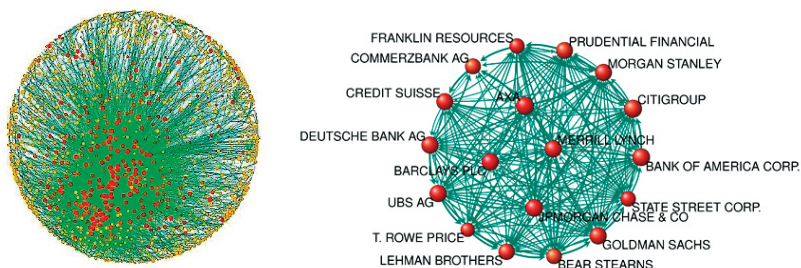 FRANKLIN RESOURCES
PRUDENTIAL FINANCIAL
COMMERZBANK AG
MORGAN STANLEY
CREDIT SUISSE
AXA
CITIGROUP
DEUTSCHE BANK AG
MERRILL LYNCH
BARCLAYS PLC
BANK OF AMERICA CORP.
UBS AG
STATE STREET CORP.
JPMORGAN CHASE & CO
T. ROWE PRICE
GOLDMAN SACHS
LEHMAN BROTHERS
BEAR STEARNS